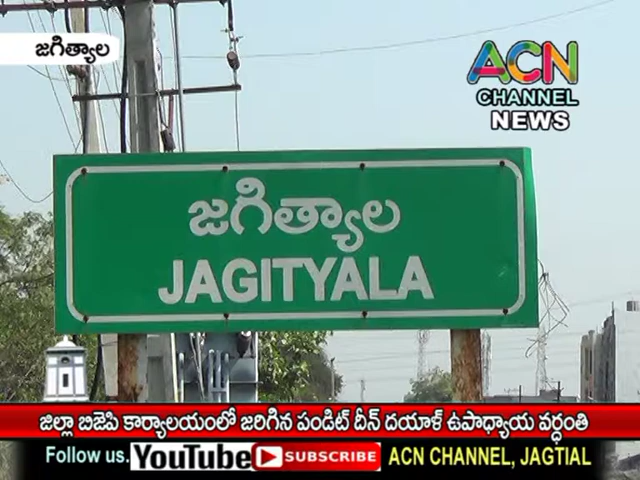 జగిత్యాల
ACN
CHANNEL
NEWS
జగిత్యాల
JAGITYALA
జిల్లా బిజెపి కార్యాలయంలో జరిగిన పండిట్ దీన్ దయాళ్ ఉపాధ్యాయ వర్ధంతి
Follow us. YouTube SUBSCRIBE ACN CHANNEL, JAGTIAL